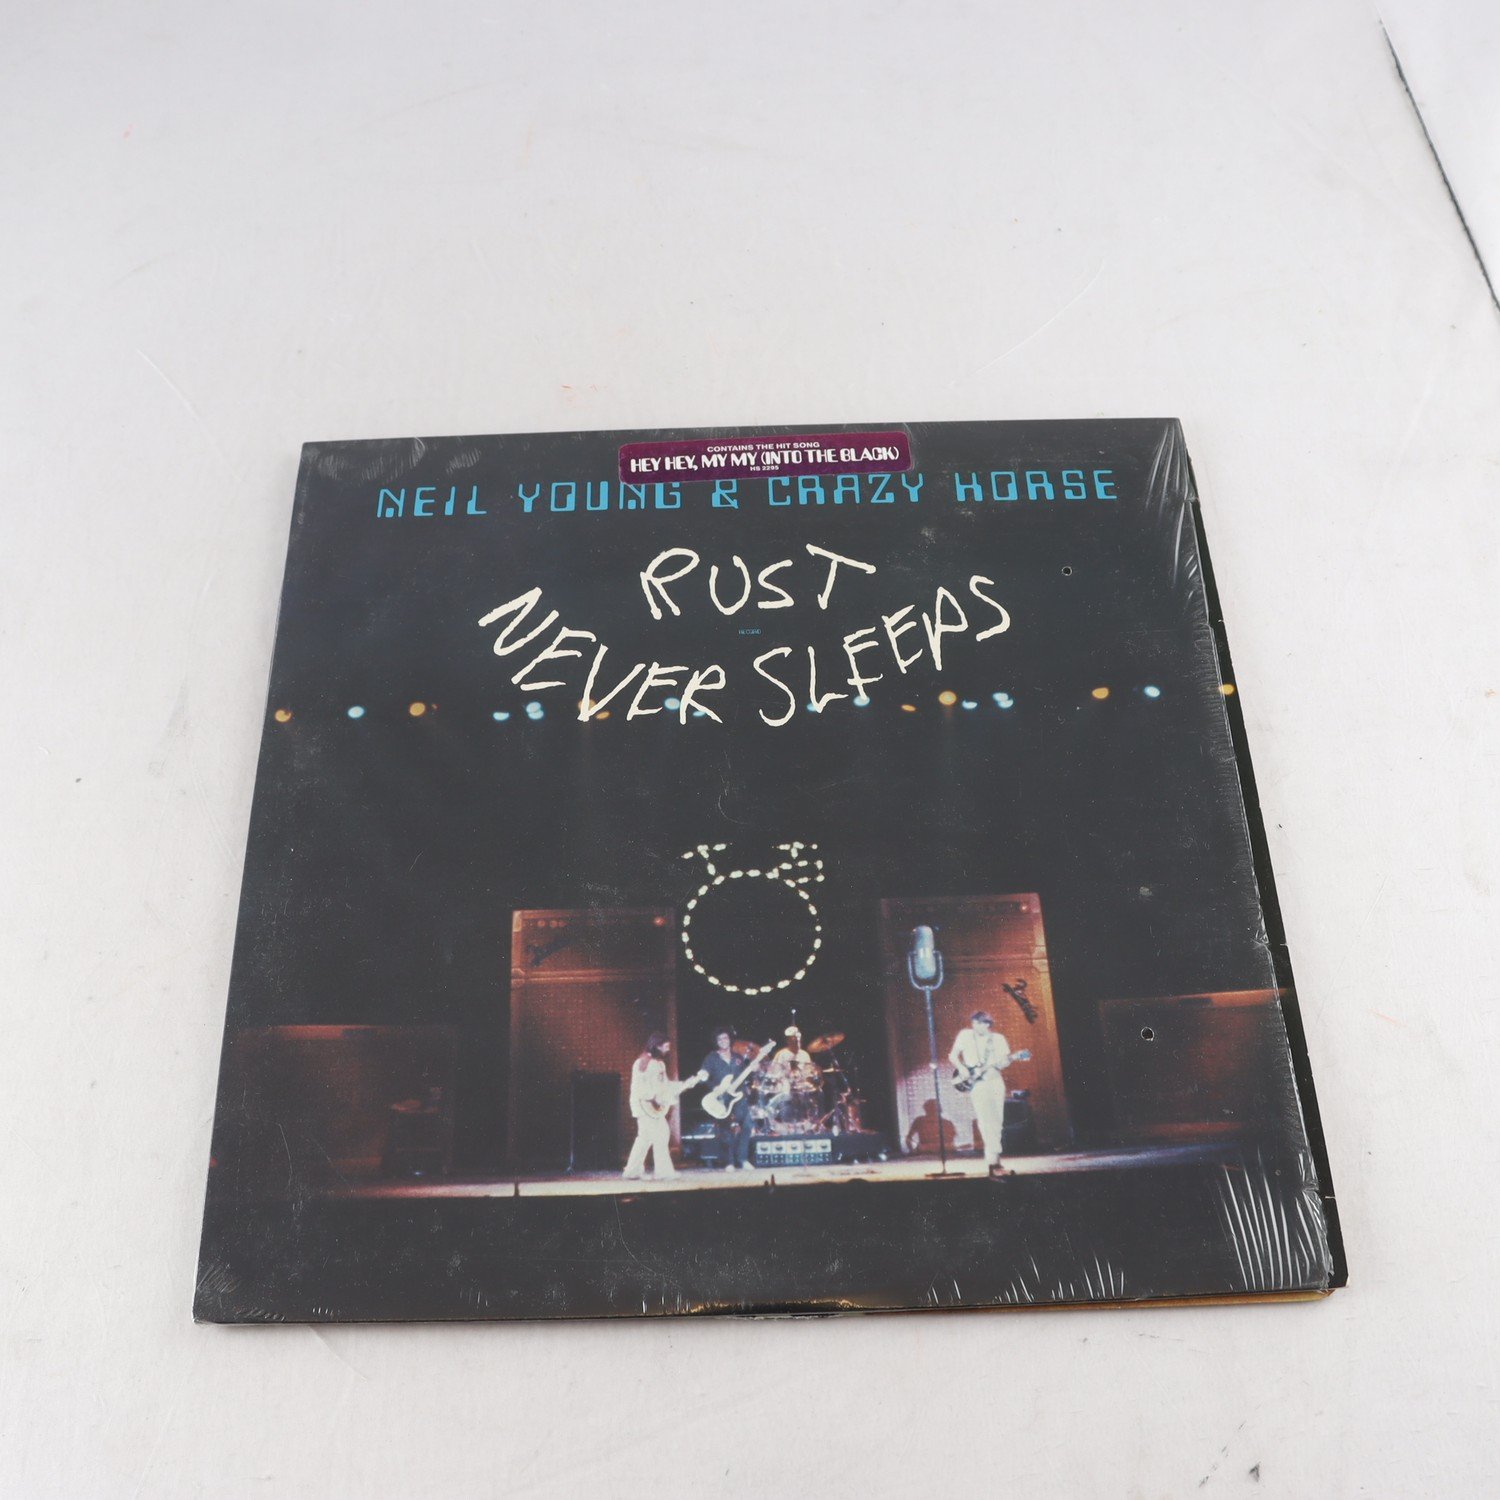 CONTAINS THE HIT SONG
HEY HEY, MY MY (INTO THE BLACK)
HS 2295
NEIL YOUNG & CRAZY HORSE
RUST
NEVER SLEEPS